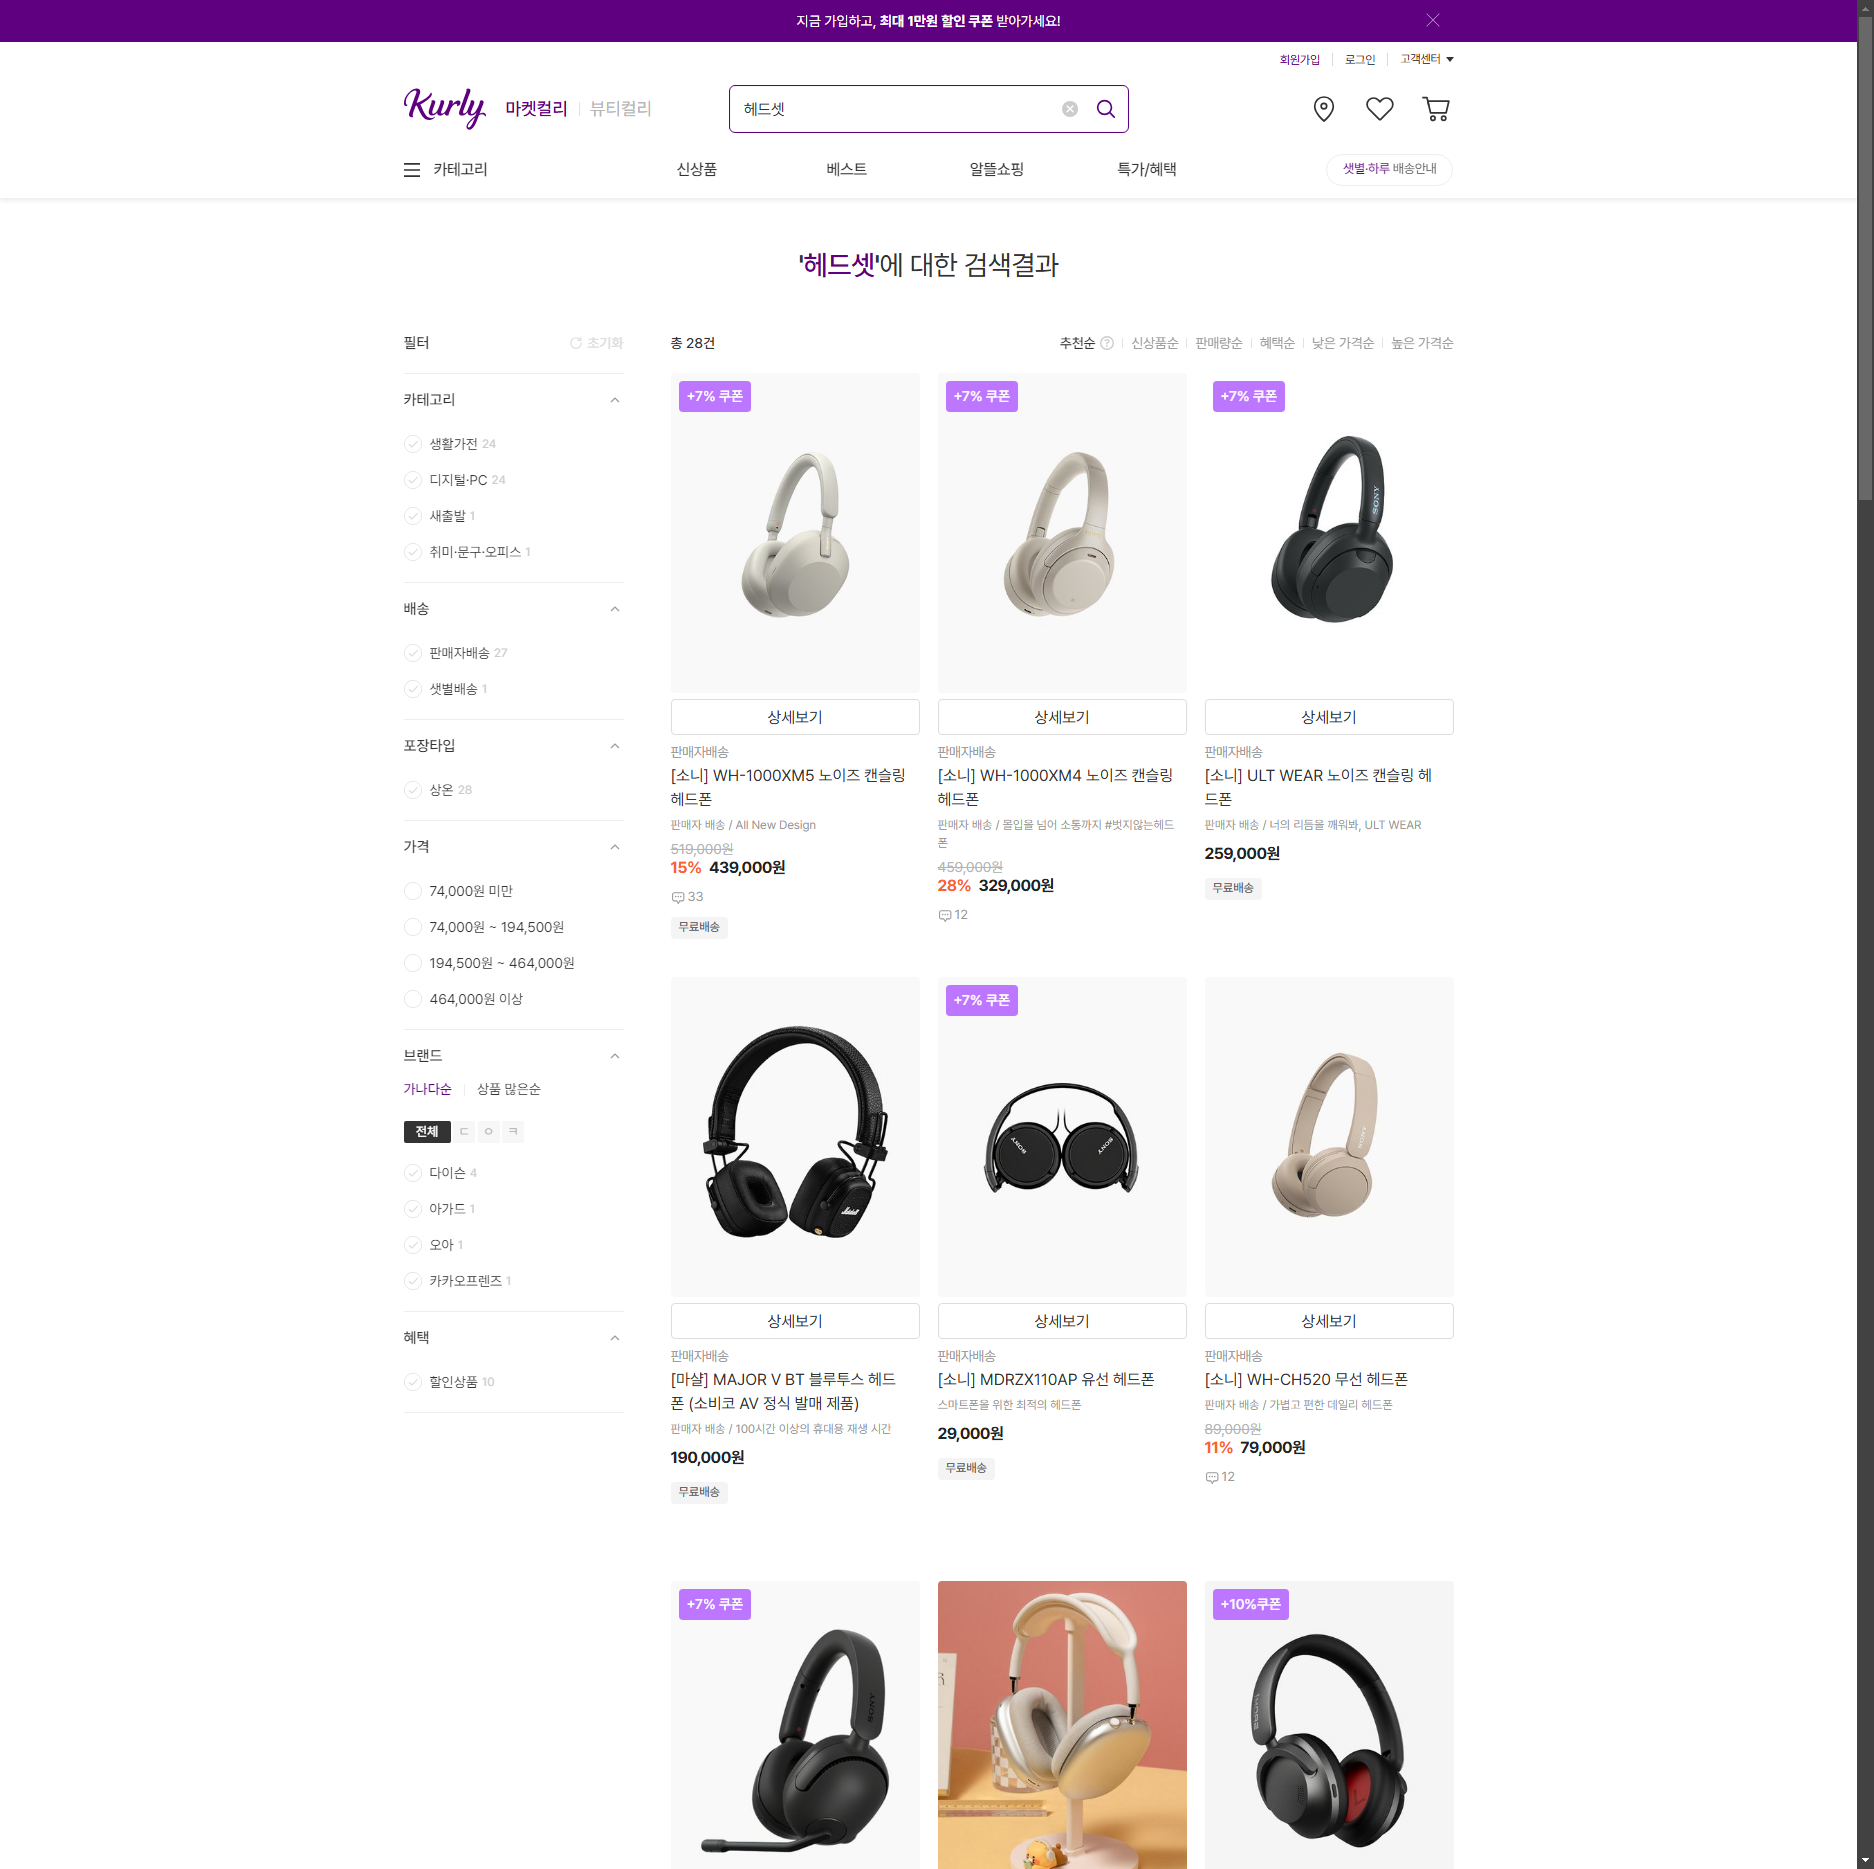 지금 가입하고, 최대 1만원 할인 쿠폰 받아가세요!
회원가입
로그인
고객센터
Kurly
마켓컬리
뷰티컬리
헤드셋
카테고리
신상품
베스트
알뜰쇼핑
특가/혜택
샛별·하루 배송안내
'헤드셋'에 대한 검색결과
필터
초기화
카테고리
생활가전 24
디지털·PC 24
새출발 1
취미·문구·오피스 1
배송
판매자배송 27
샛별배송 1
포장타입
상온 28
가격
74,000원 미만
74,000원 ~ 194,500원
194,500원 ~ 464,000원
464,000원 이상
브랜드
가나다순
상품 많은순
전체 ㄷ ㅇ ㅋ
다이슨 4
아가드 1
오아 1
카카오프렌즈 1
혜택
할인상품 10
총 28건
추천순 ?
신상품순
판매량순
혜택순
낮은 가격순
높은 가격순
+7% 쿠폰
상세보기
판매자배송
[소니] WH-1000XM5 노이즈 캔슬링
헤드폰
판매자 배송 / All New Design
519,000원
15% 439,000원
33
무료배송
+7% 쿠폰
상세보기
판매자배송
[소니] WH-1000XM4 노이즈 캔슬링
헤드폰
판매자 배송 / 몰입을 넘어 소통까지 #벗지않는헤드
폰
459,000원
28% 329,000원
12
+7% 쿠폰
SONY
상세보기
판매자배송
[소니] ULT WEAR 노이즈 캔슬링 헤
드폰
판매자 배송 / 너의 리듬을 깨워봐, ULT WEAR
259,000원
무료배송
Marshall
상세보기
판매자배송
[마샬] MAJOR V BT 블루투스 헤드
폰 (소비코 AV 정식 발매 제품)
판매자 배송 / 100시간 이상의 휴대용 재생 시간
190,000원
무료배송
+7% 쿠폰
SONY
SONY
상세보기
판매자배송
[소니] MDRZX110AP 유선 헤드폰
스마트폰을 위한 최적의 헤드폰
29,000원
무료배송
SONY
상세보기
판매자배송
[소니] WH-CH520 무선 헤드폰
판매자 배송 / 가볍고 편한 데일리 헤드폰
89,000원
11% 79,000원
12
+7% 쿠폰
SONY
+10%쿠폰
1MORE